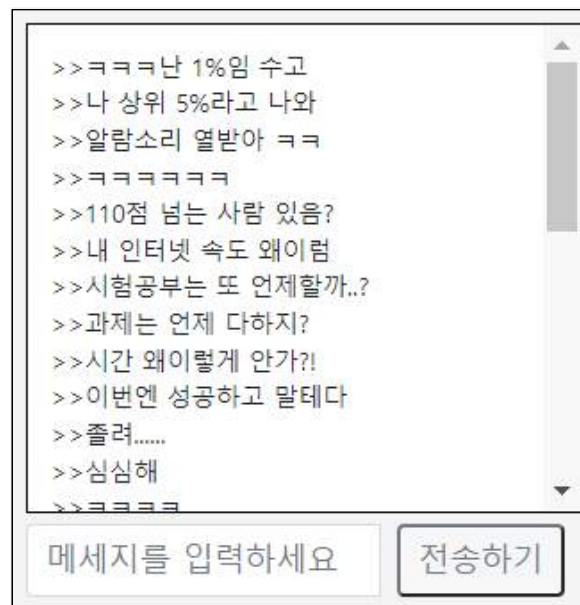 >>ㅋㅋㅋ난 1%임 수고
>>나 상위 5%라고 나와
>>알람소리 열받아 ㅋㅋ
>>ㅋㅋㅋㅋㅋㅋ
>>110점 넘는 사람 있음?
>>내 인터넷 속도 왜이럼
>>시험공부는 또 언제할까..?
>>과제는 언제 다하지?
>>시간 왜이렇게 안가?!
>>이번엔 성공하고 말테다
>>졸려......
>>심심해
>>ㅋㅋㅋㅋ
메세지를 입력하세요 전송하기